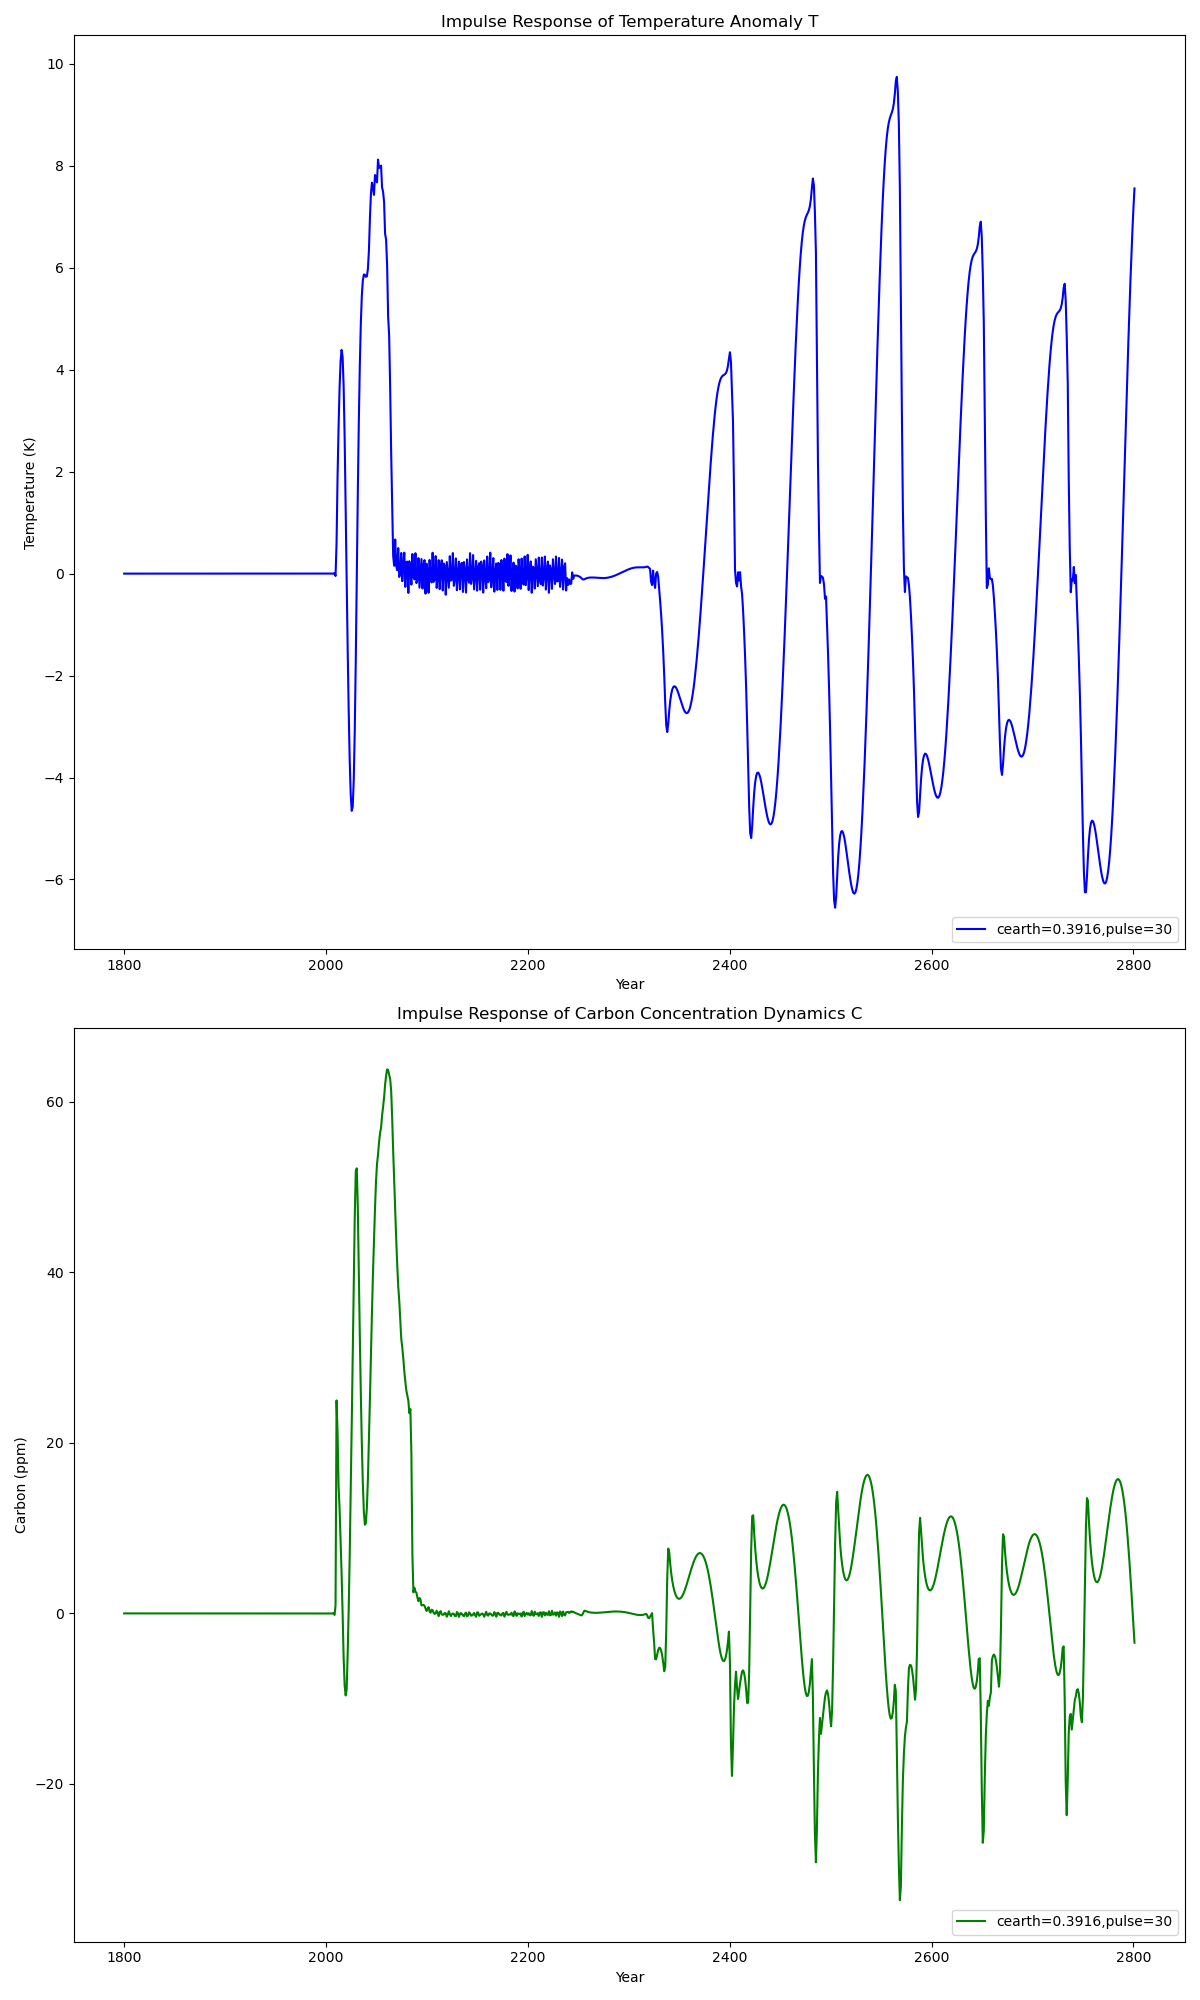 Impulse Response of Temperature Anomaly T
10
8
6
4
2
0
−2
−4
−6
Temperature (K)
cearth=0.3916,pulse=30
1800 2000 2200 2400 2600 2800
Year
Impulse Response of Carbon Concentration Dynamics C
60
40
20
0
−20
Carbon (ppm)
cearth=0.3916,pulse=30
1800 2000 2200 2400 2600 2800
Year